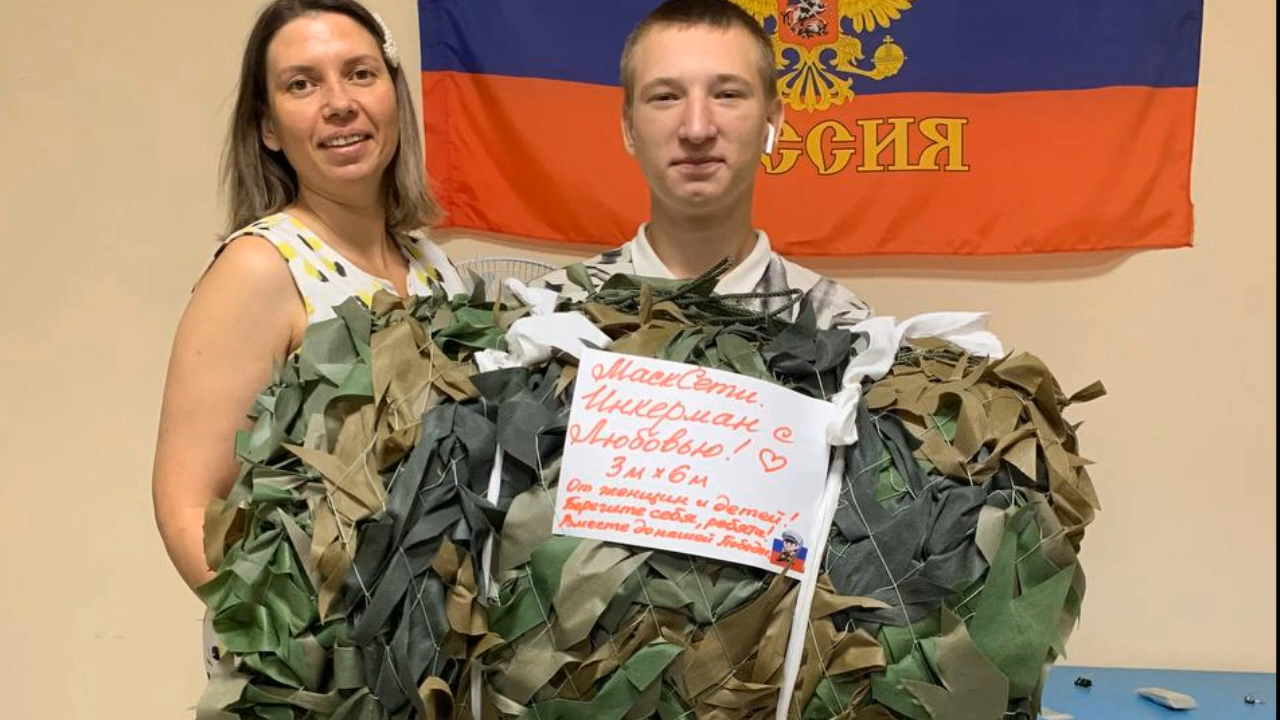 ССИЯ
МаскСети.
Инкерман с
Любовью! ♡
3м х 6м
От женщин и детей!
Берегите себя, ребята!
Вместе до нашей Победы